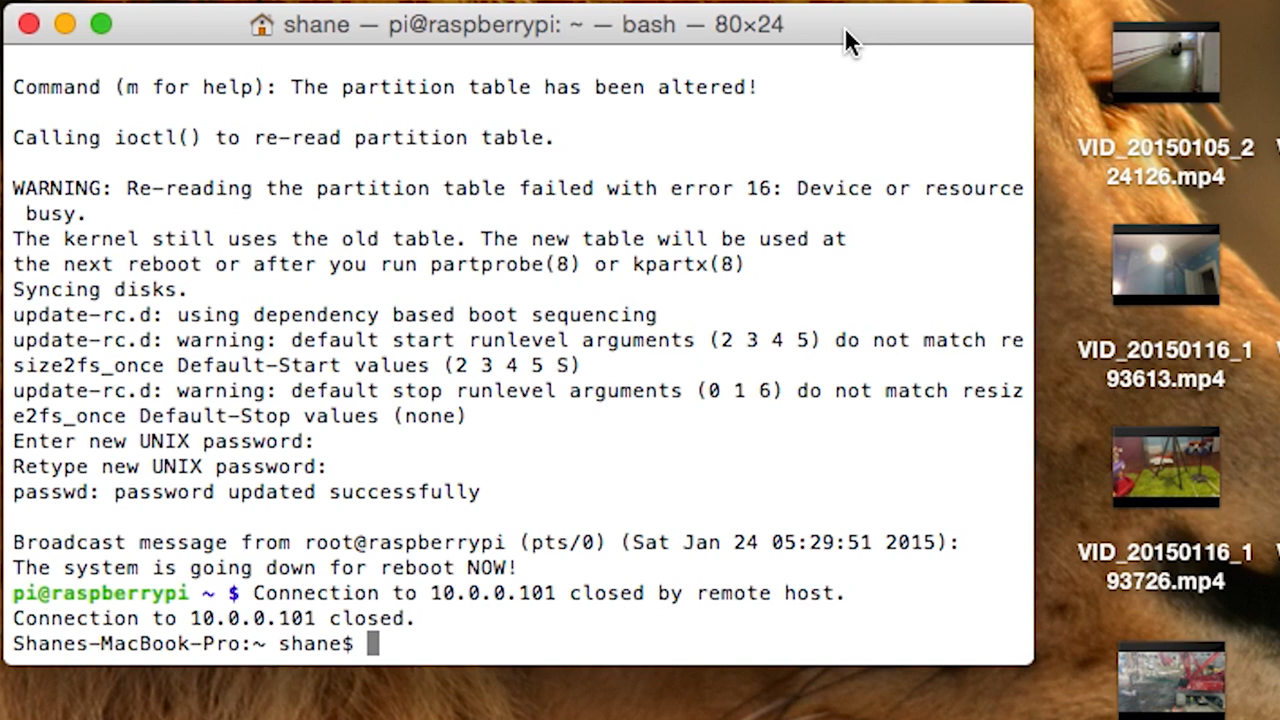 shane — pi@raspberrypi: ~ — bash — 80×24
Command (m for help): The partition table has been altered!
Calling ioctl() to re-read partition table.
WARNING: Re-reading the partition table failed with error 16: Device or resource
busy.
The kernel still uses the old table. The new table will be used at
the next reboot or after you run partprobe(8) or kpartx(8)
Syncing disks.
update-rc.d: using dependency based boot sequencing
update-rc.d: warning: default start runlevel arguments (2 3 4 5) do not match re
size2fs_once Default-Start values (2 3 4 5 S)
update-rc.d: warning: default stop runlevel arguments (0 1 6) do not match resiz
e2fs_once Default-Stop values (none)
Enter new UNIX password:
Retype new UNIX password:
passwd: password updated successfully
Broadcast message from root@raspberrypi (pts/0) (Sat Jan 24 05:29:51 2015):
The system is going down for reboot NOW!
pi@raspberrypi ~ $ Connection to 10.0.0.101 closed by remote host.
Connection to 10.0.0.101 closed.
Shanes-MacBook-Pro:~ shane$
VID_20150105_2
24126.mp4
VID_20150116_1
93613.mp4
VID_20150116_1
93726.mp4